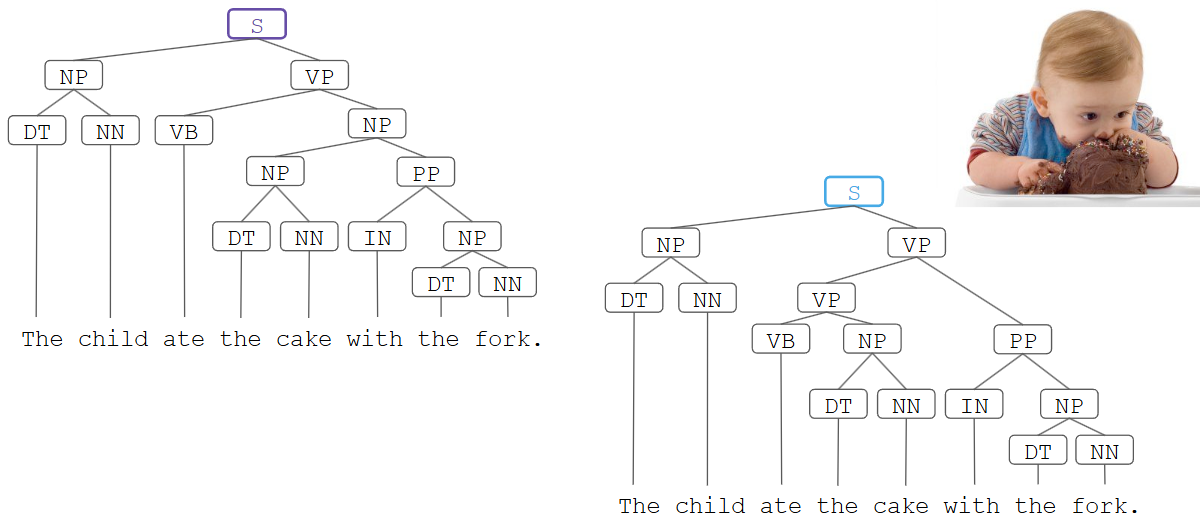 S
NP VP
DT NN VB NP
NP PP
DT NN IN NP
DT NN
The child ate the cake with the fork.
S
NP VP
DT NN VP
VB NP PP
DT NN IN NP
DT NN
The child ate the cake with the fork.